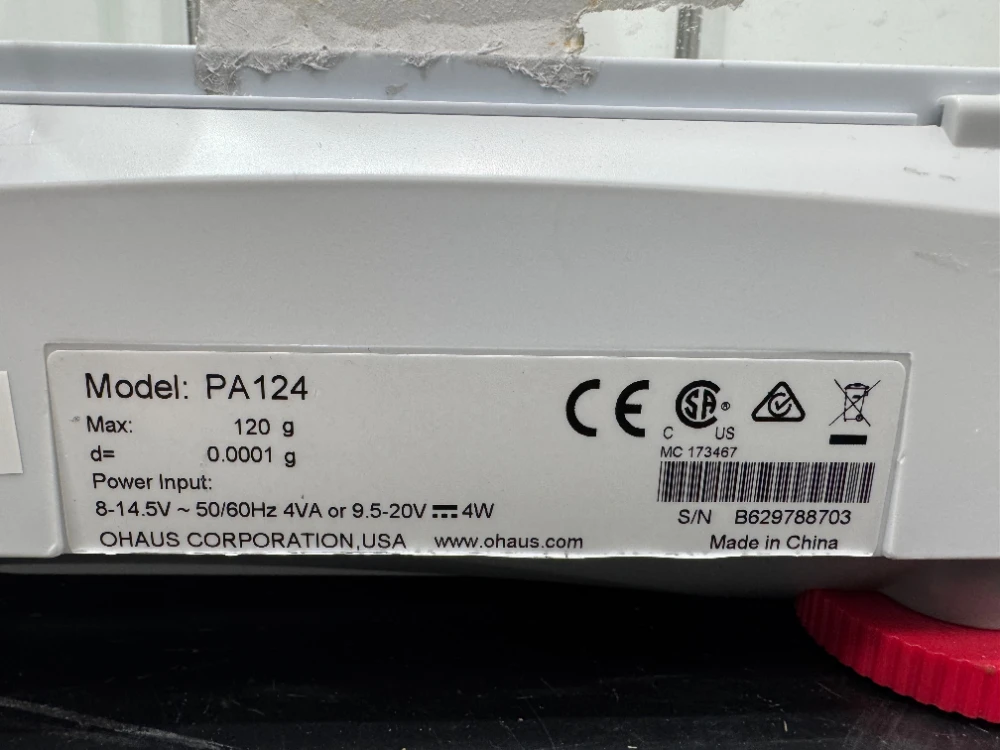 Model: PA124
Max: 120 g
d= 0.0001 g
Power Input:
8-14.5V ~ 50/60Hz 4VA or 9.5-20V ⎓ 4W
OHAUS CORPORATION,USA www.ohaus.com
CE
SA ®
C US
MC 173467
S/N B629788703
Made in China